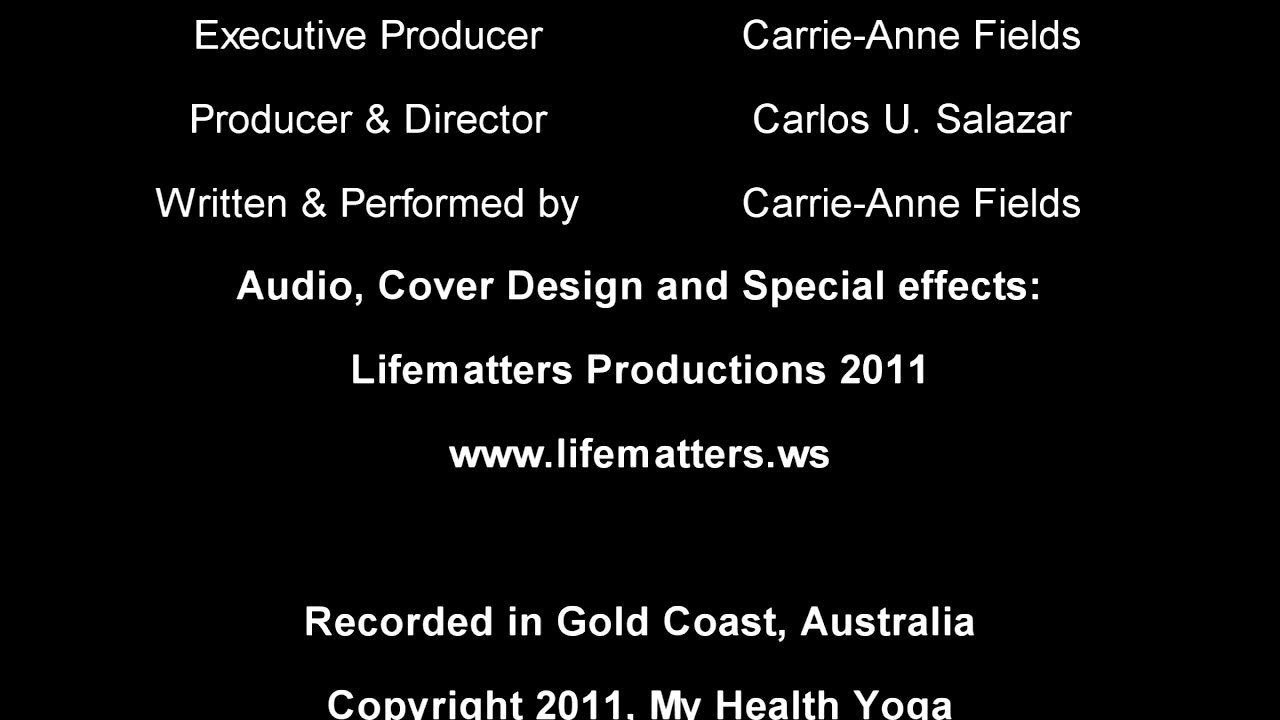 Executive Producer Carrie-Anne Fields
Producer & Director Carlos U. Salazar
Written & Performed by Carrie-Anne Fields
Audio, Cover Design and Special effects:
Lifematters Productions 2011
www.lifematters.ws
Recorded in Gold Coast, Australia
Copyright 2011, My Health Yoga